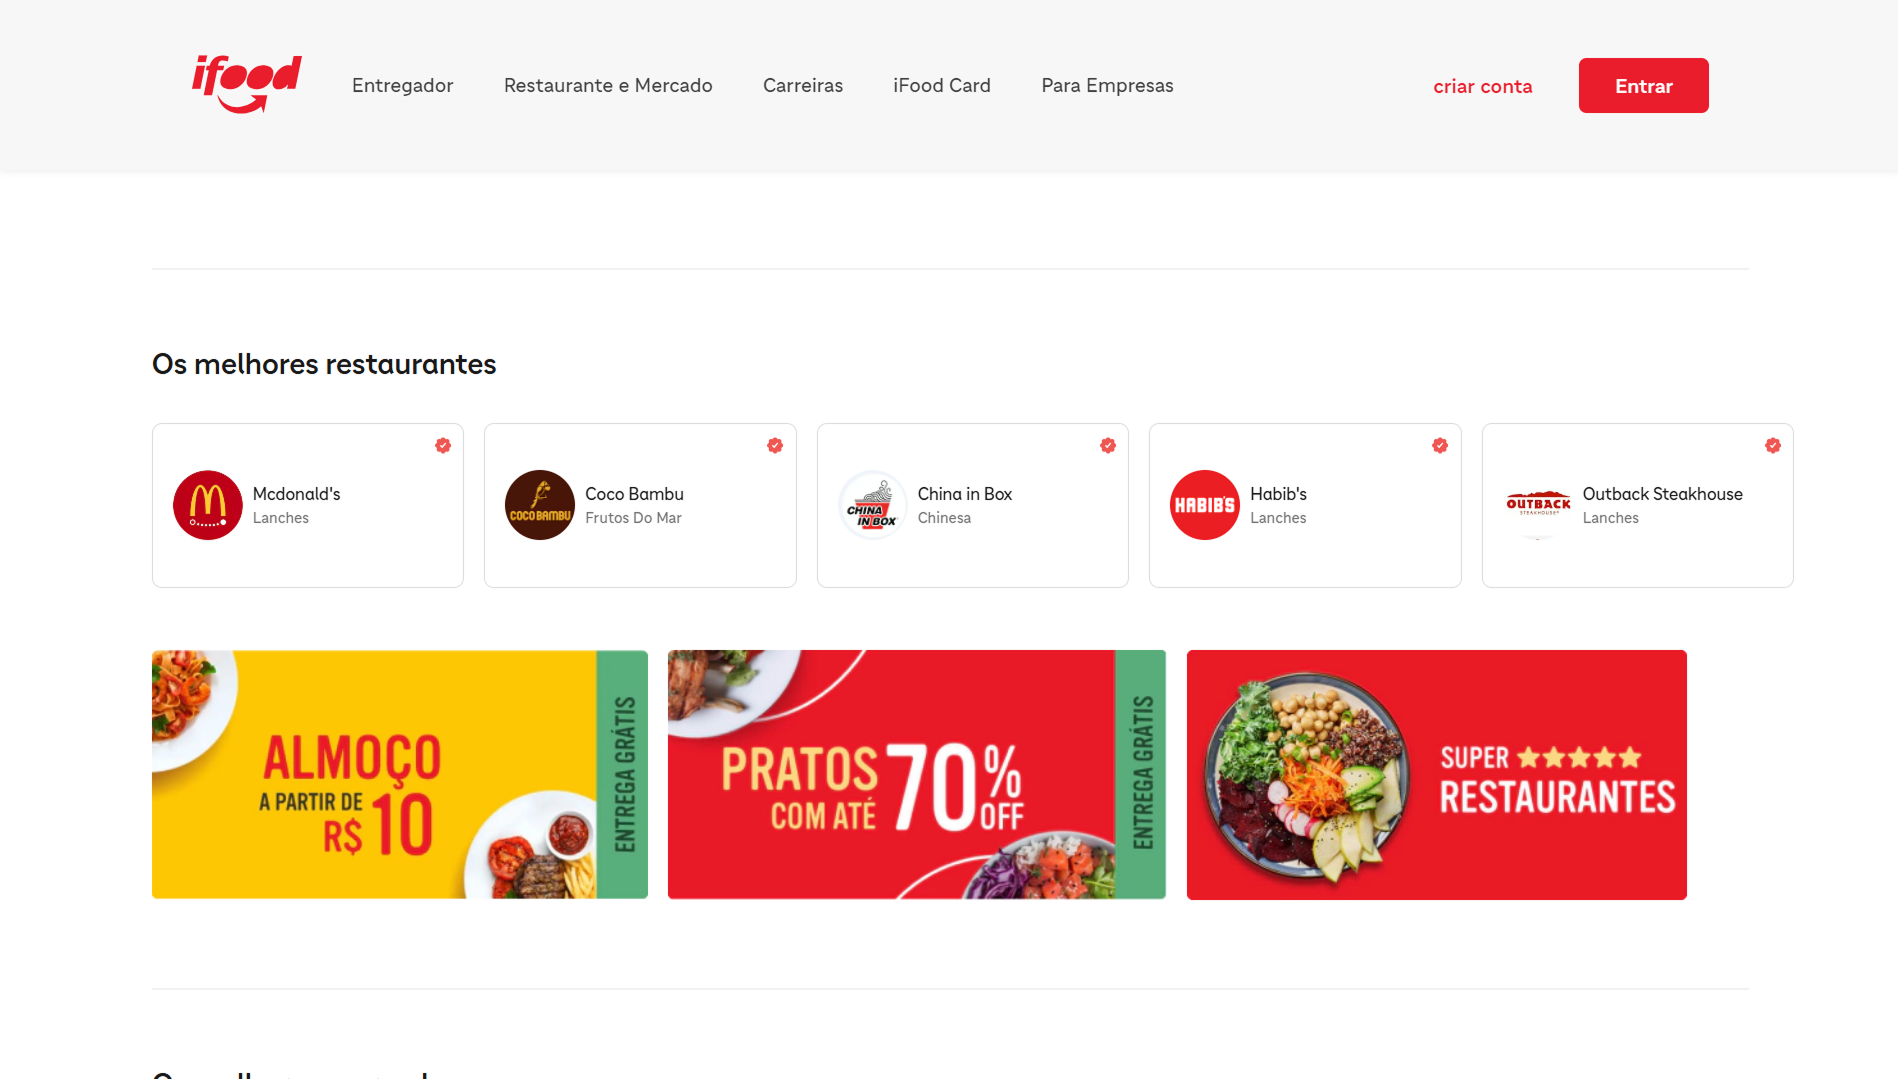 ifood
Entregador
Restaurante e Mercado
Carreiras
iFood Card
Para Empresas
criar conta
Entrar
Os melhores restaurantes
Mcdonald's
Lanches
COCO BAMBU
Coco Bambu
Frutos Do Mar
CHINA
IN BOX
China in Box
Chinesa
HABIB'S
Habib's
Lanches
OUTBACK
STEAKHOUSE
Outback Steakhouse
Lanches
ALMOÇO
A PARTIR DE
R$ 10
ENTREGA GRÁTIS
PRATOS
COM ATÉ
70% OFF
ENTREGA GRÁTIS
SUPER
RESTAURANTES